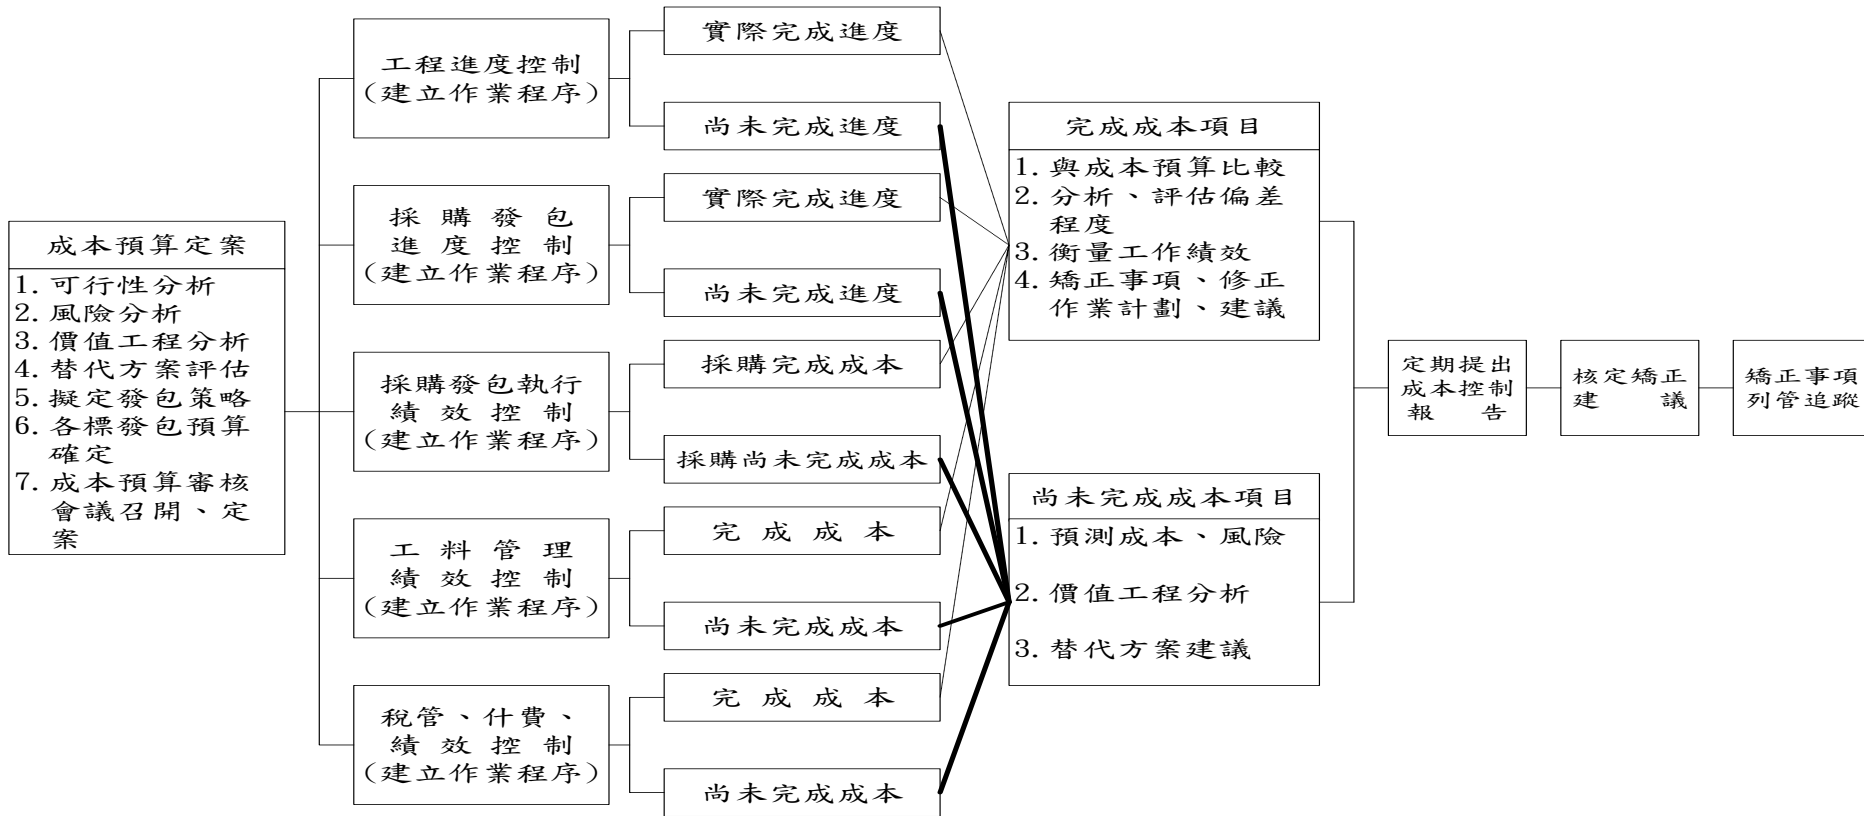 成本預算定案
1. 可行性分析
2. 風險分析
3. 價值工程分析
4. 替代方案評估
5. 擬定發包策略
6. 各標發包預算
確定
7. 成本預算審核
會議召開、定
案
工程進度控制
(建立作業程序)
採購發包
進度控制
(建立作業程序)
採購發包執行
績效控制
(建立作業程序)
工料管理
績效控制
(建立作業程序)
稅管、什費、
績效控制
(建立作業程序)
實際完成進度
尚未完成進度
實際完成進度
尚未完成進度
採購完成成本
採購尚未完成成本
完成成本
尚未完成成本
完成成本
尚未完成成本
完成成本項目
1. 與成本預算比較
2. 分析、評估偏差
程度
3. 衡量工作績效
4. 矯正事項、修正
作業計劃、建議
尚未完成成本項目
1. 預測成本、風險
2. 價值工程分析
3. 替代方案建議
定期提出
成本控制
報告
核定矯正
建議
矯正事項
列管追蹤